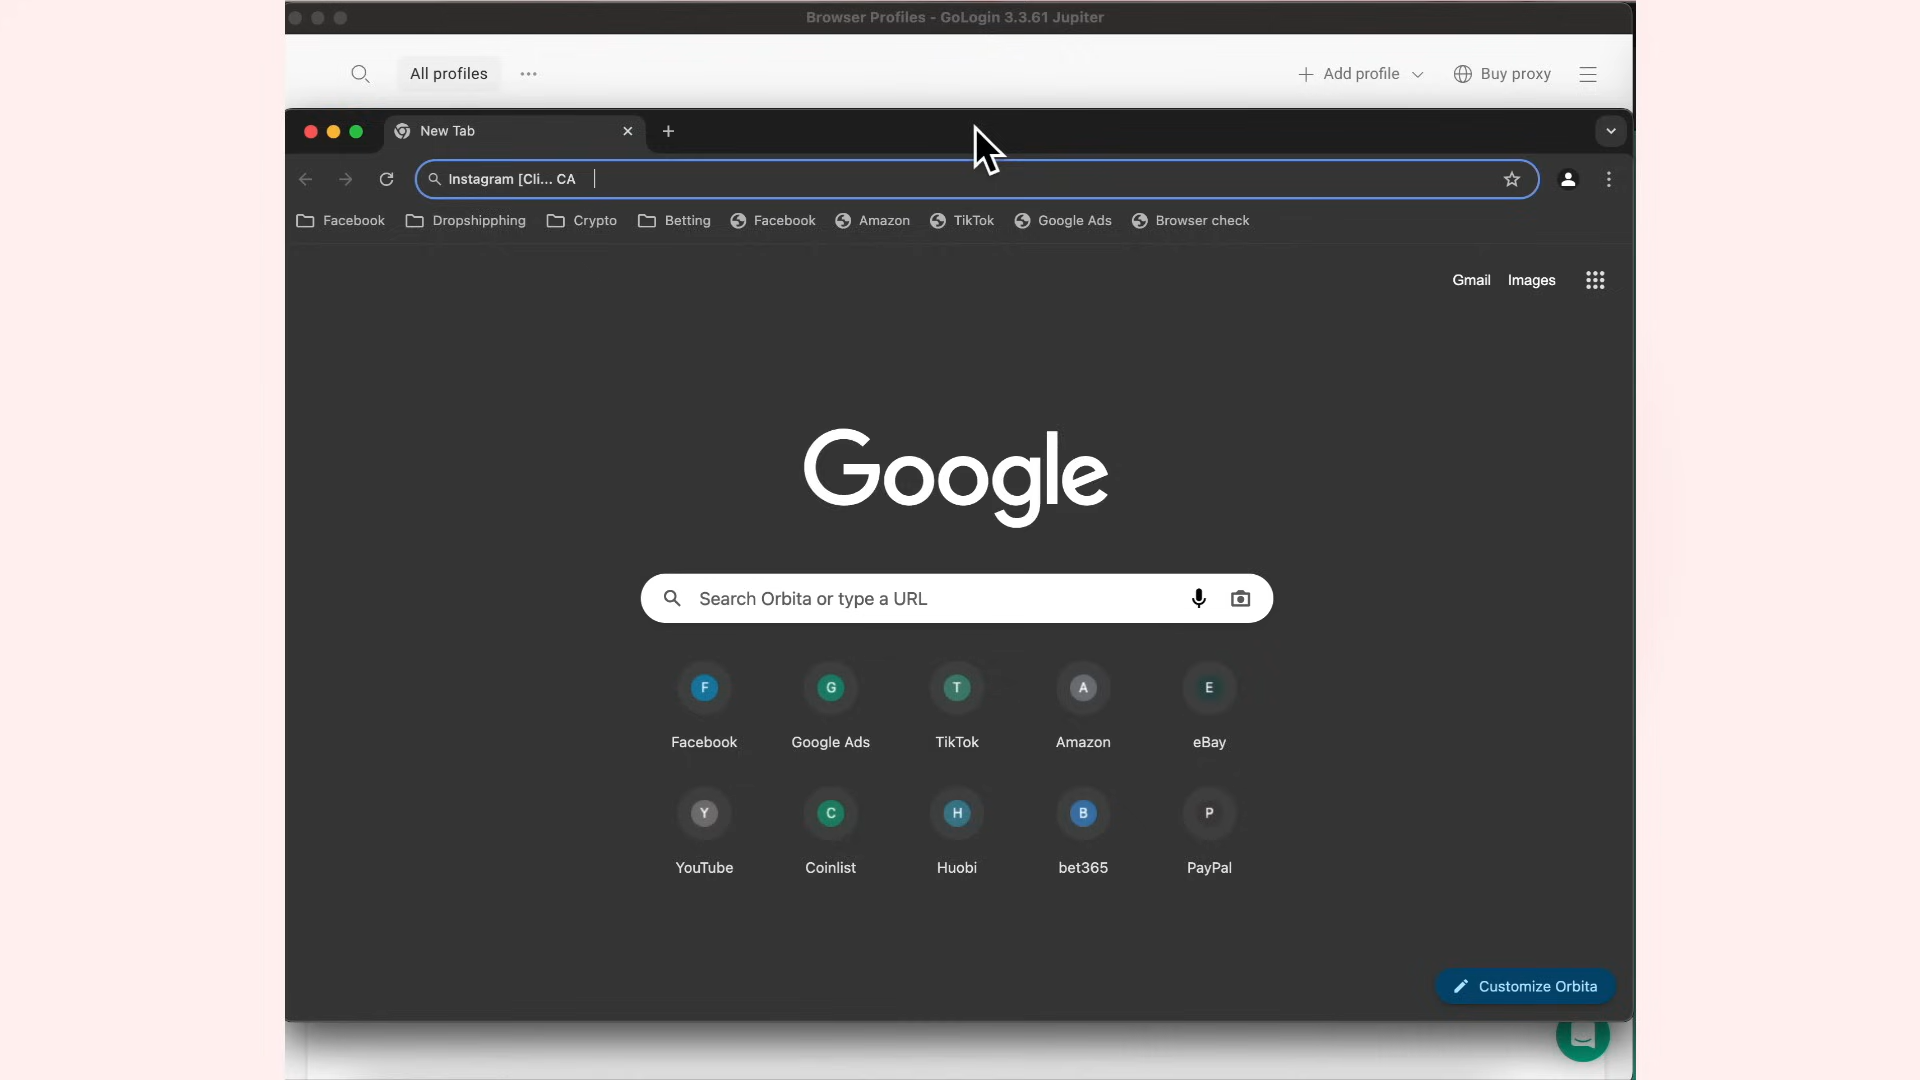 Browser Profiles - GoLogin 3.3.61 Jupiter
All profiles
Add profile
Buy proxy
New Tab
Instagram [Cli... CA
Facebook
Dropshipphing
Crypto
Betting
Facebook
Amazon
TikTok
Google Ads
Browser check
Gmail
Images
Google
Search Orbita or type a URL
F
G
T
A
E
Facebook
Google Ads
TikTok
Amazon
eBay
Y
C
H
B
P
YouTube
Coinlist
Huobi
bet365
PayPal
Customize Orbita